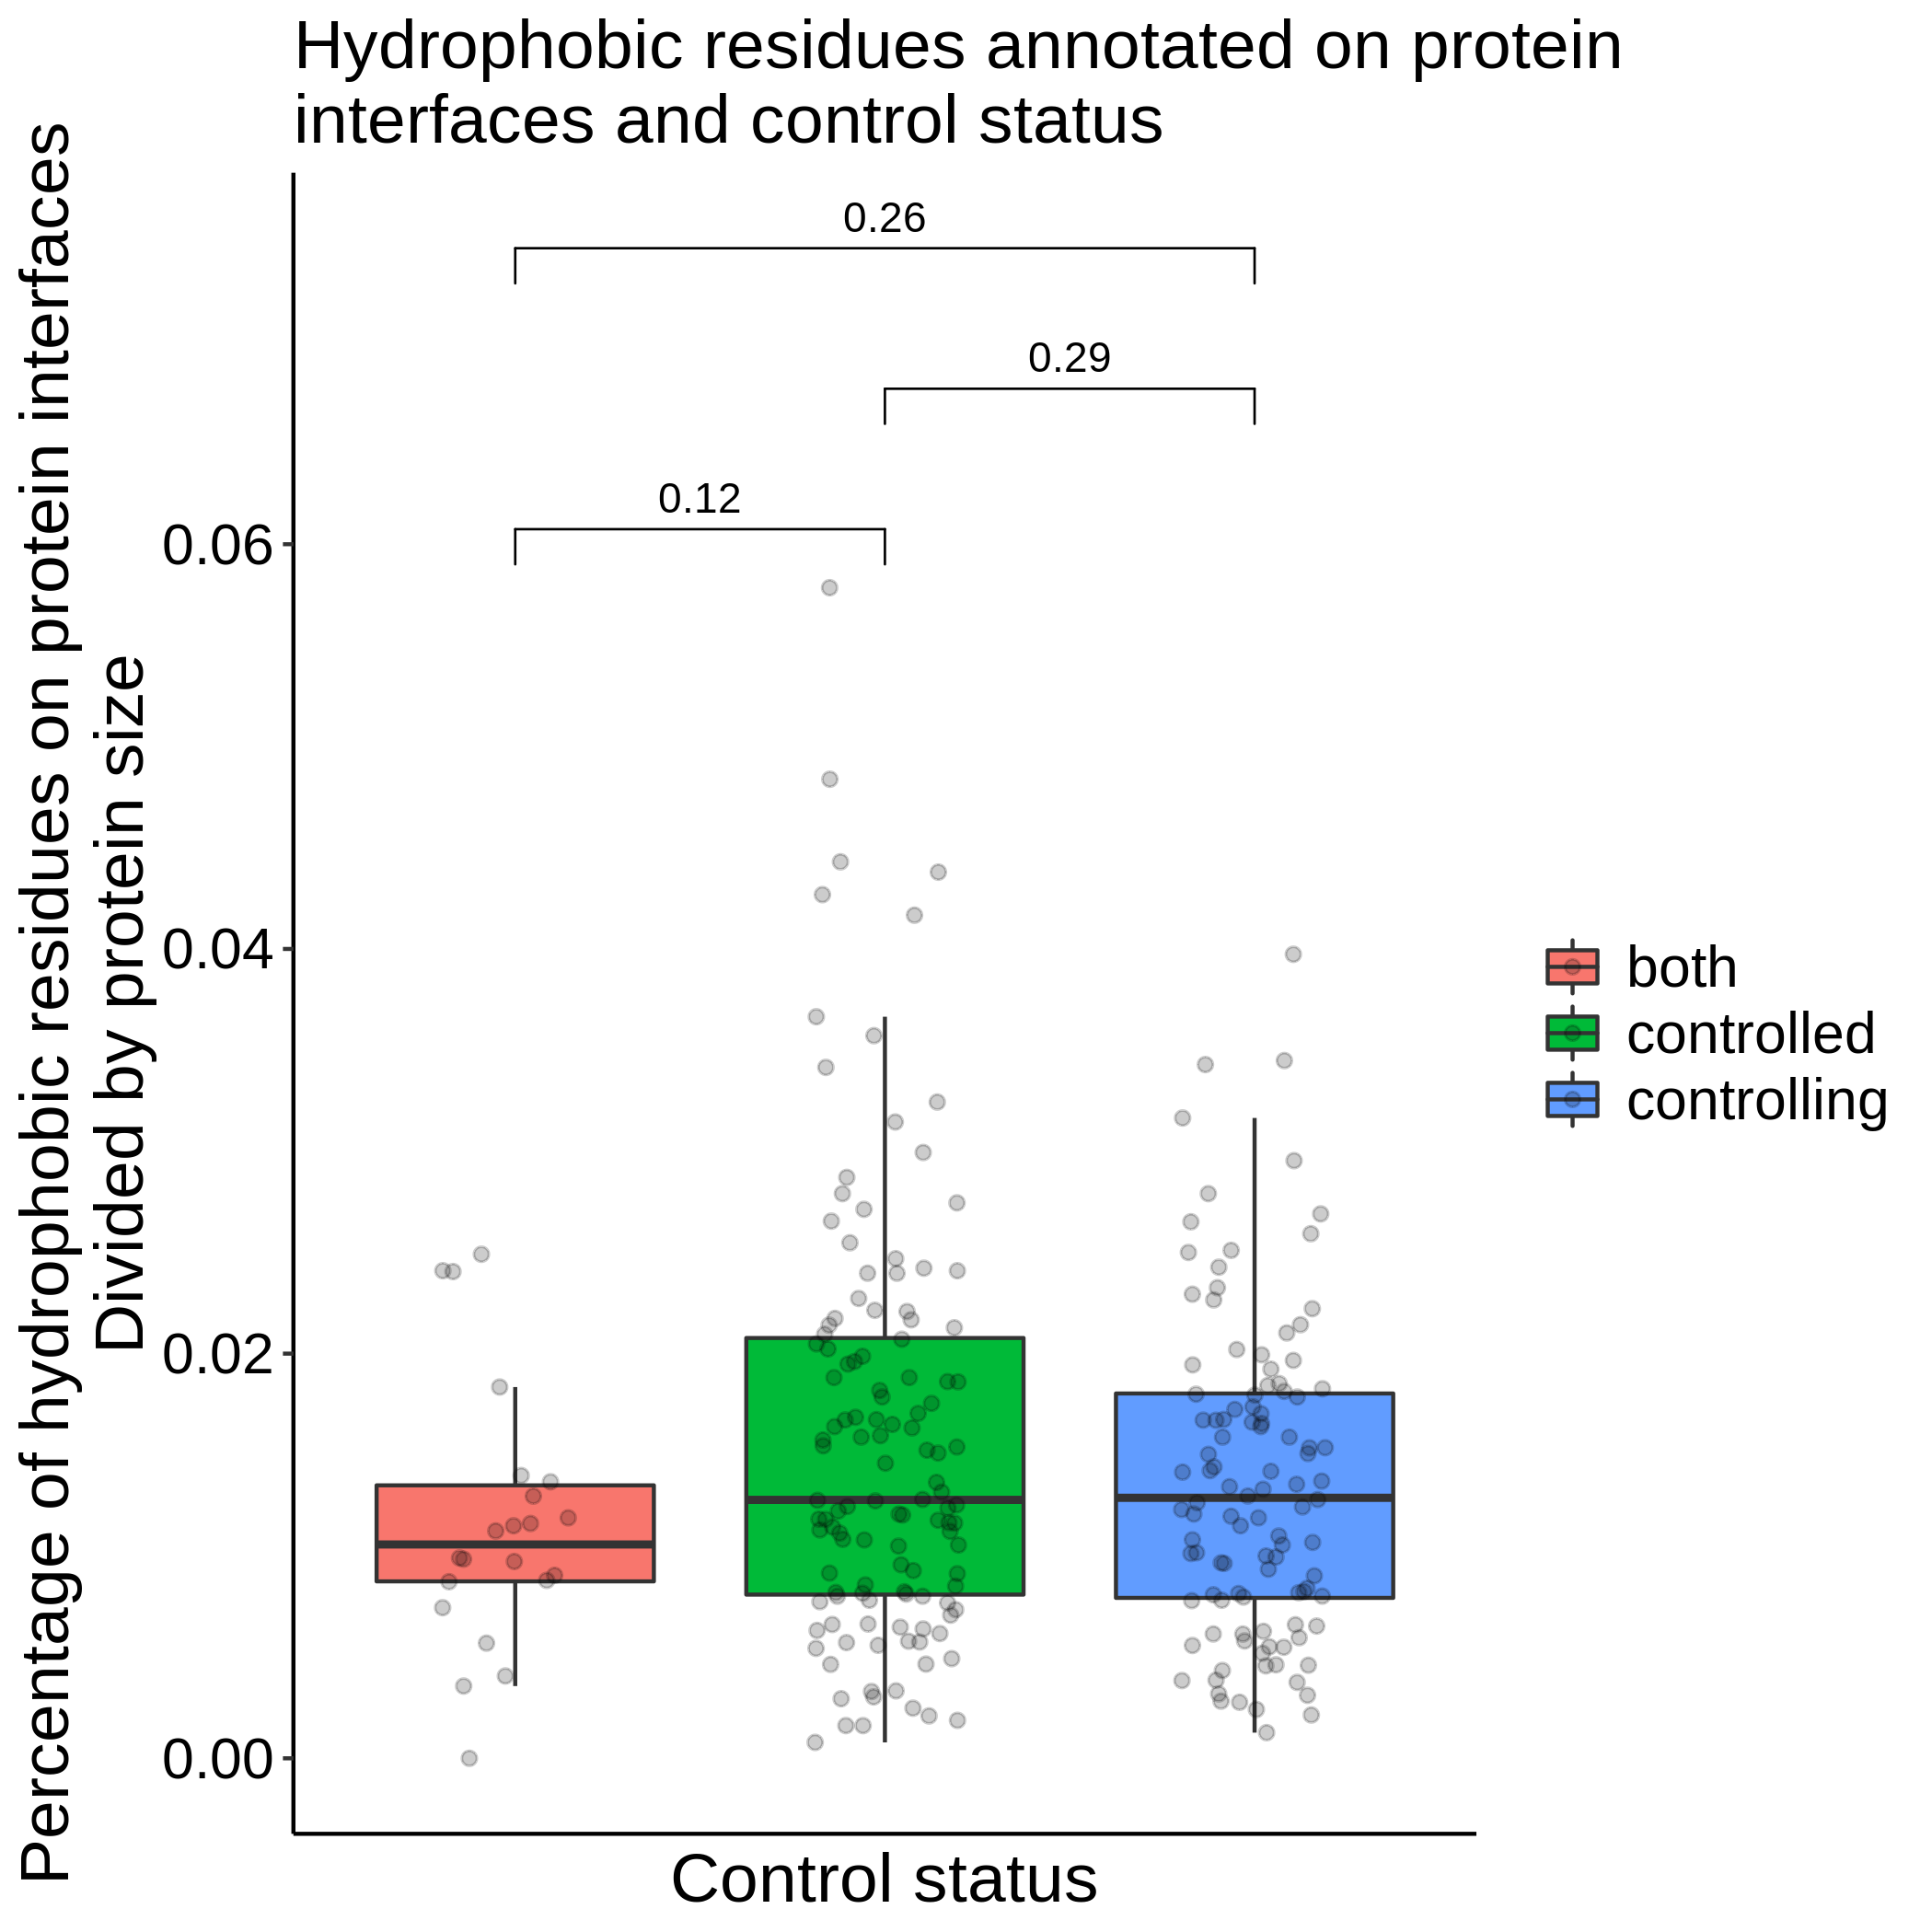 Hydrophobic residues annotated on protein
interfaces and control status
Percentage of hydrophobic residues on protein interfaces
Divided by protein size
0.26
0.29
0.12
0.06
0.04
0.02
0.00
both
controlled
controlling
Control status